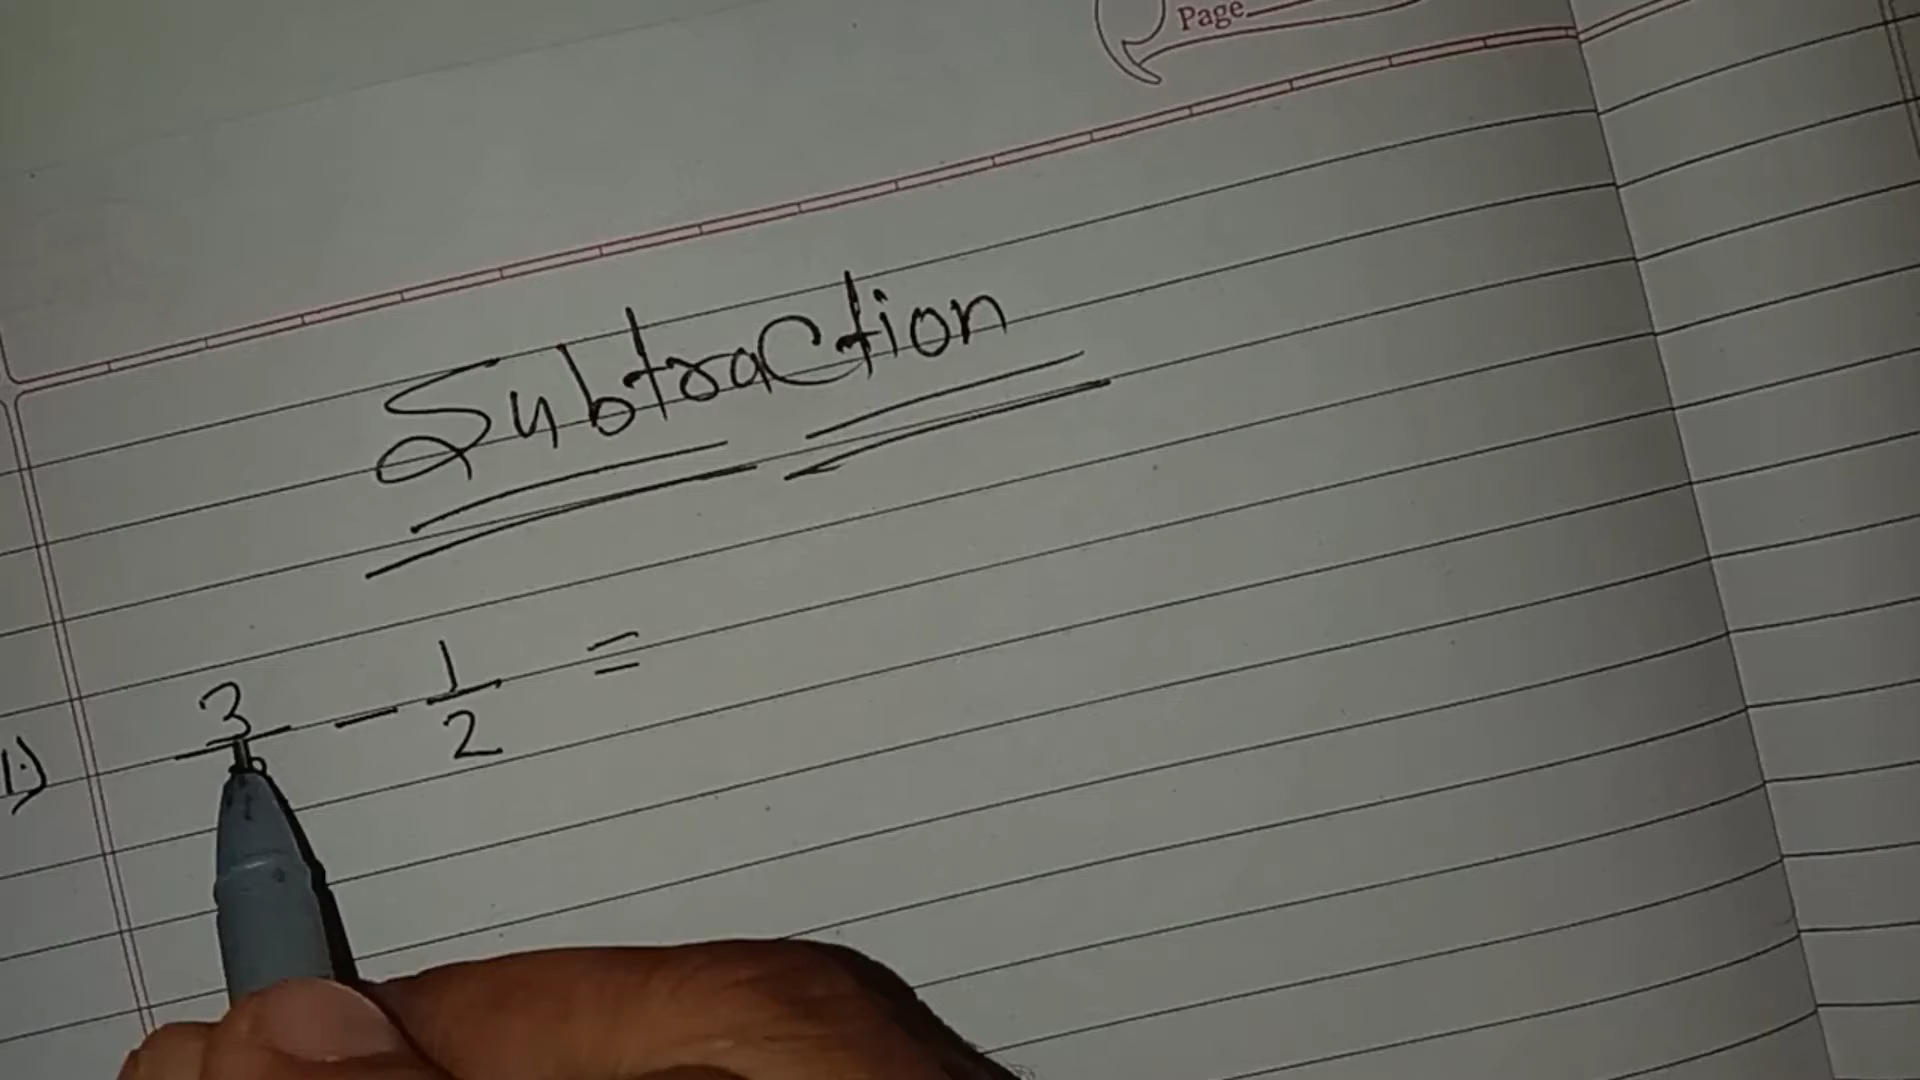 Page
Subtraction
1.) 3/ - 1/2 =